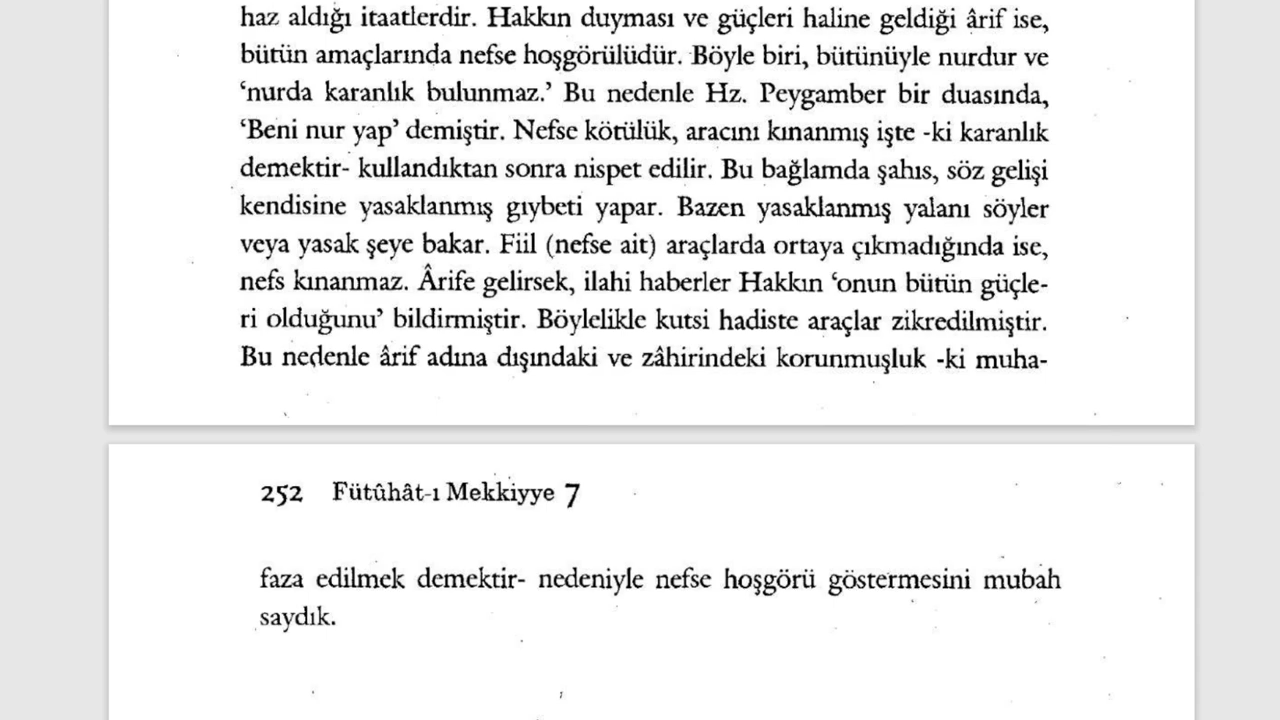 haz aldığı itaatlerdir. Hakkın duyması ve güçleri haline geldiği ârif ise,
bütün amaçlarında nefse hoşgörülüdür. Böyle biri, bütünüyle nurdur ve
‘nurda karanlık bulunmaz.’ Bu nedenle Hz. Peygamber bir duasında,
‘Beni nur yap’ demiştir. Nefse kötülük, aracını kınanmış işte -ki karanlık
demektir- kullandıktan sonra nispet edilir. Bu bağlamda şahıs, söz gelişi
kendisine yasaklanmış gıybeti yapar. Bazen yasaklanmış yalanı söyler
veya yasak şeye bakar. Fiil (nefse ait) araçlarda ortaya çıkmadığında ise,
nefs kınanmaz. Ârife gelirsek, ilahi haberler Hakkın ‘onun bütün güçle-
ri olduğunu’ bildirmiştir. Böylelikle kutsi hadiste araçlar zikredilmiştir.
Bu nedenle ârif adına dışındaki ve zâhirindeki korunmuşluk -ki muha-
252 Fütûhât-ı Mekkiyye 7
faza edilmek demektir- nedeniyle nefse hoşgörü göstermesini mubah
saydık.